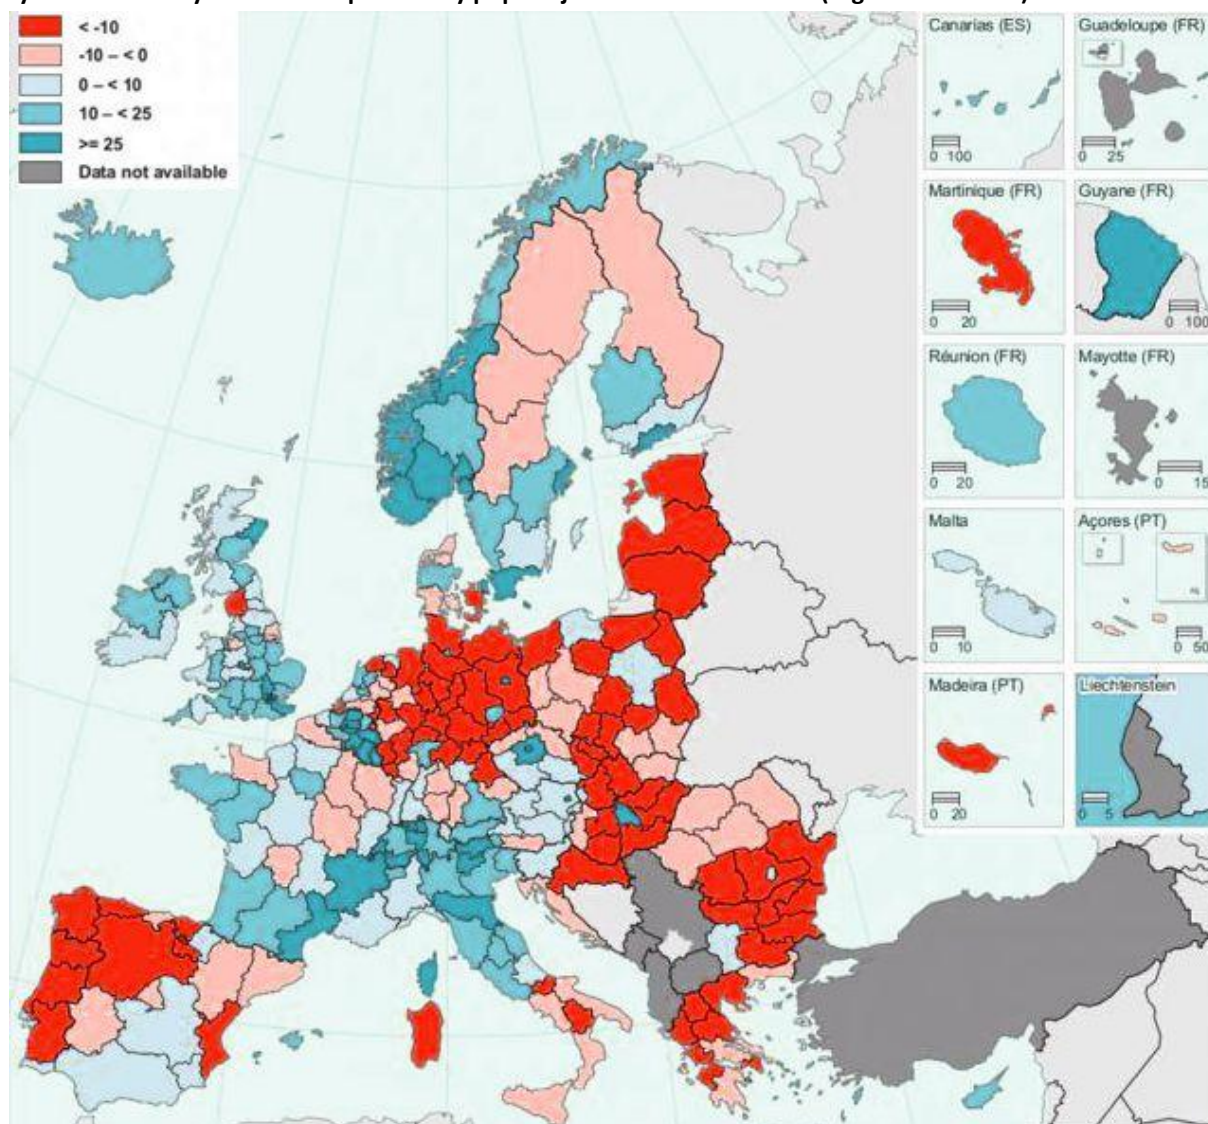 < -10
-10 – < 0
0 – < 10
10 – < 25
>= 25
Data not available
Canarias (ES)
0 100
Guadeloupe (FR)
0 25
Martinique (FR)
0 20
Guyane (FR)
0 100
Réunion (FR)
0 20
Mayotte (FR)
0 15
Malta
0 10
Açores (PT)
0 50
Madeira (PT)
0 20
Liechtenstein
0 5